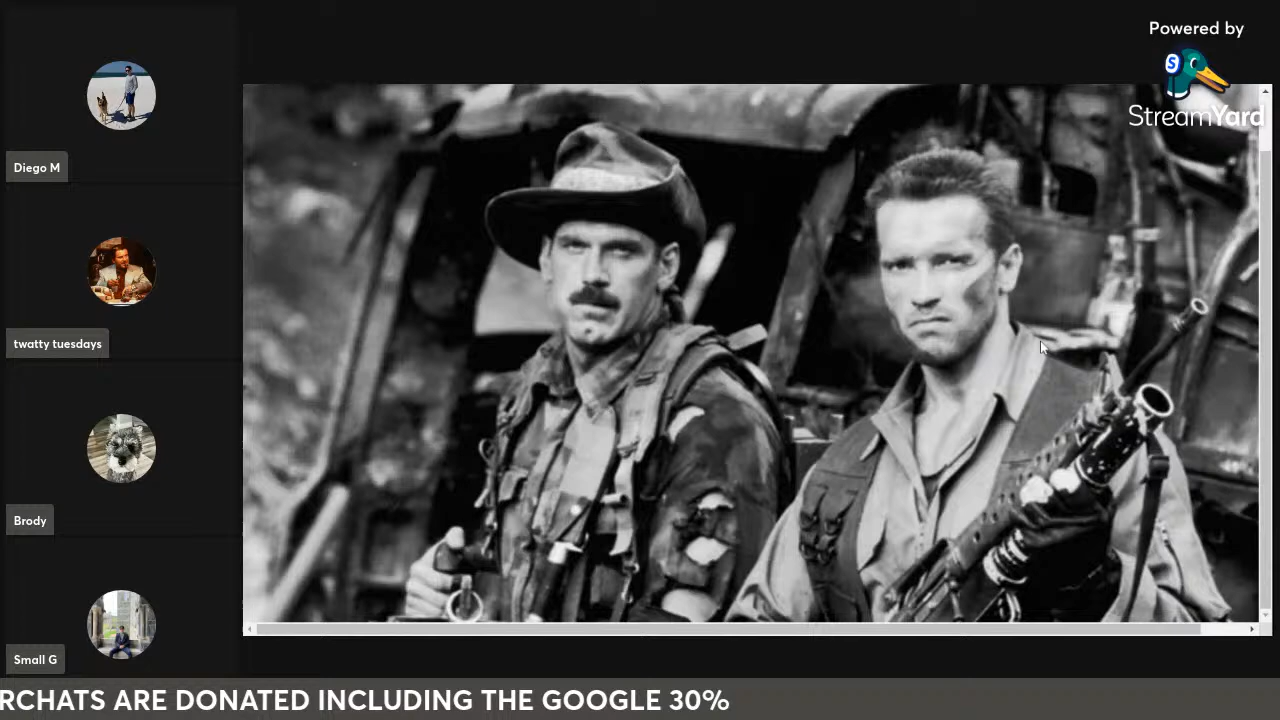 Powered by
StreamYard
Diego M
twatty tuesdays
Brody
Small G
RCHATS ARE DONATED INCLUDING THE GOOGLE 30%